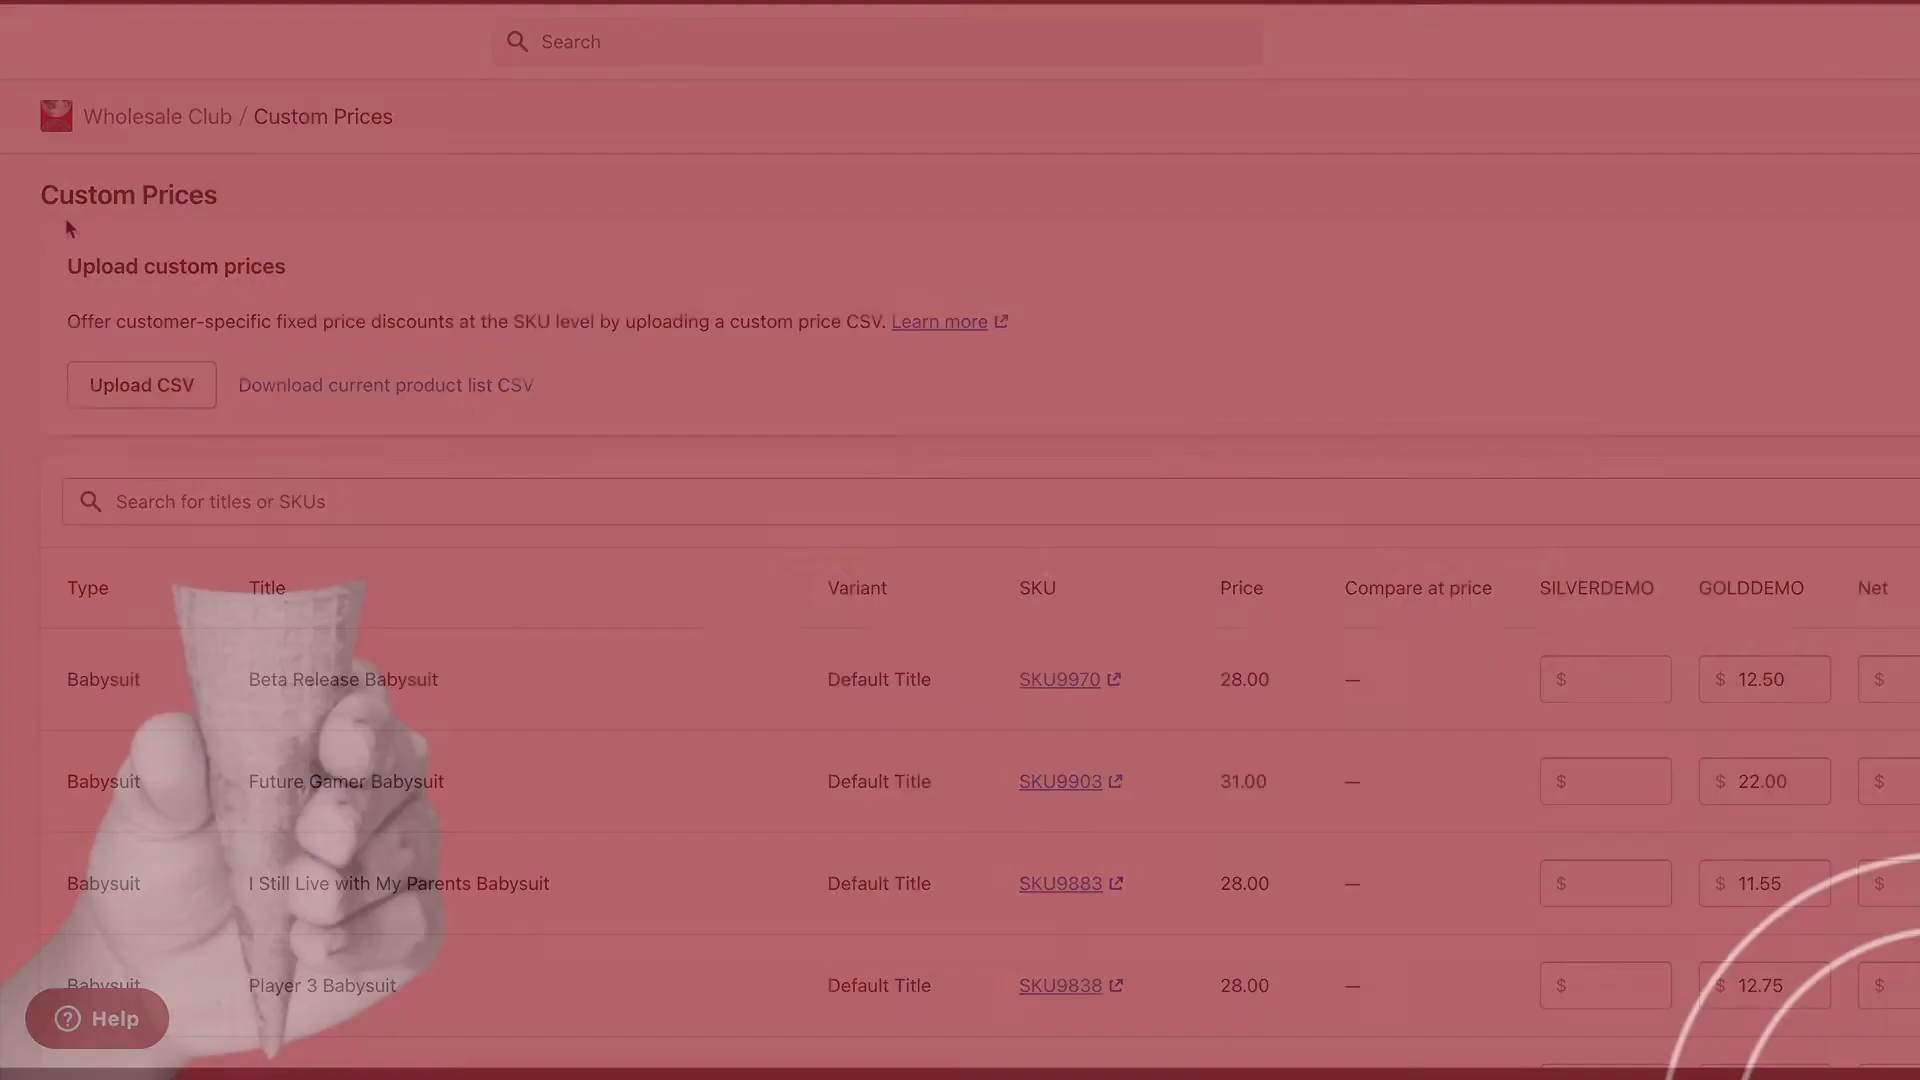 Search
Wholesale Club / Custom Prices
Custom Prices
Upload custom prices
Offer customer-specific fixed price discounts at the SKU level by uploading a custom price CSV. Learn more
Upload CSV Download current product list CSV
Search for titles or SKUs
Type Title Variant SKU Price Compare at price SILVERDEMO GOLDDEMO Net
Babysuit Beta Release Babysuit Default Title SKU9970 28.00 — $ $ 12.50 $
Babysuit Future Gamer Babysuit Default Title SKU9903 31.00 — $ $ 22.00 $
Babysuit I Still Live with My Parents Babysuit Default Title SKU9883 28.00 — $ $ 11.55 $
Babysuit Player 3 Babysuit Default Title SKU9838 28.00 — $ $ 12.75 $
? Help